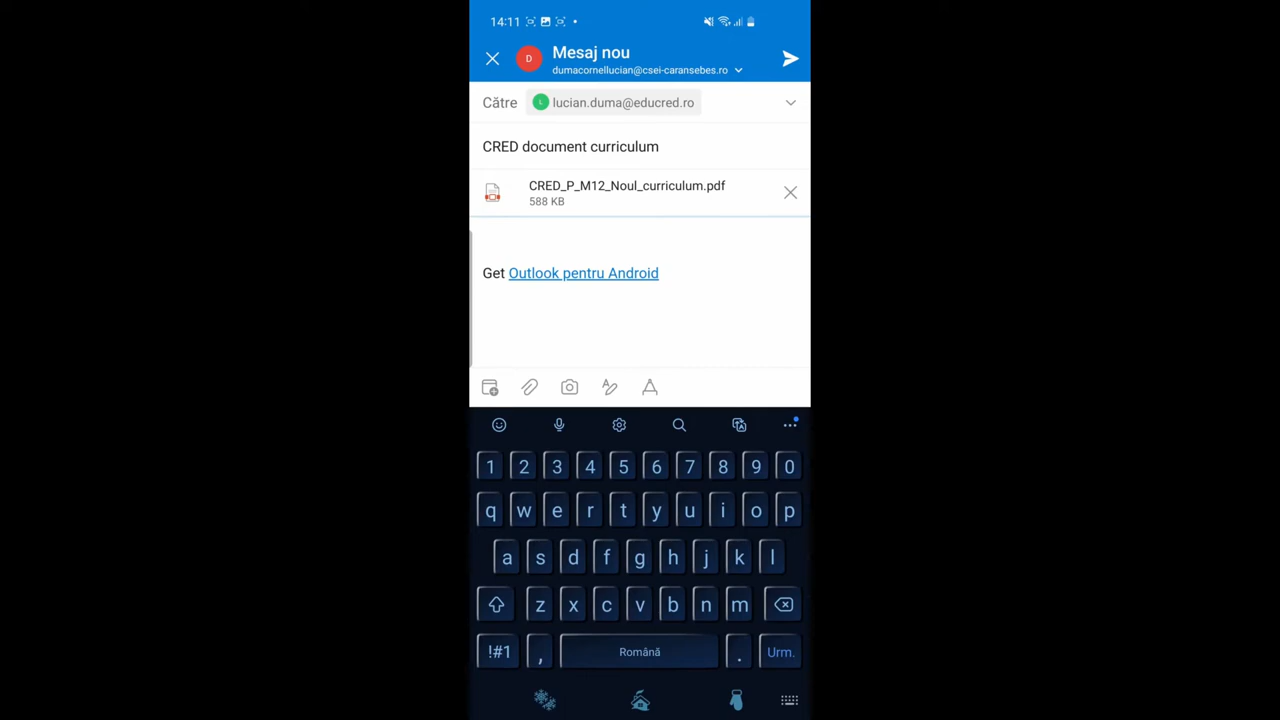 14:11
Mesaj nou
dumacornellucian@csei-caransebes.ro
Către lucian.duma@educred.ro
CRED document curriculum
CRED_P_M12_Noul_curriculum.pdf
588 KB
Get Outlook pentru Android
1 2 3 4 5 6 7 8 9 0
q w e r t y u i o p
a s d f g h j k l
z x c v b n m
!#1 , Română . Urm.